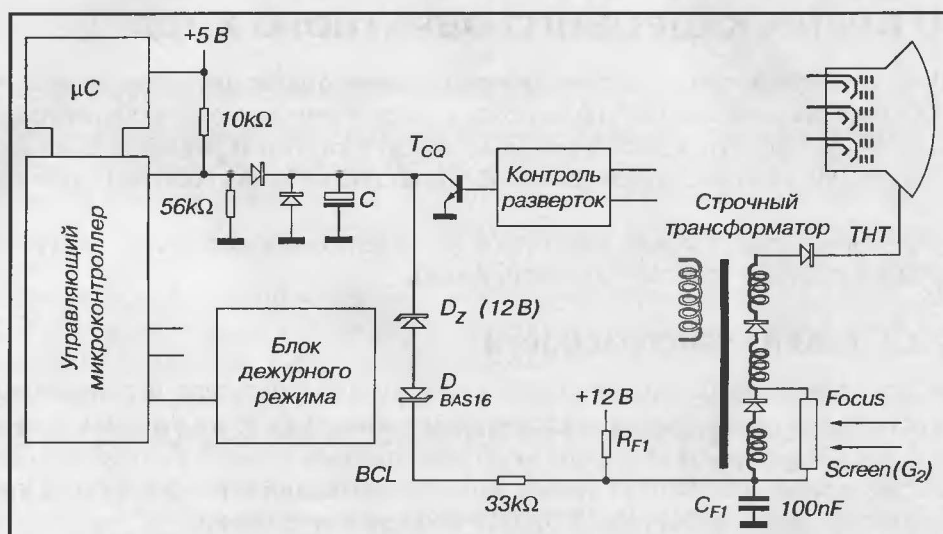 +5 В
μC
10kΩ
T_CO
Контроль
разверток
Строчный
трансформатор
THT
56kΩ
C
Управляющий
микроконтроллер
D_Z (12 В)
Блок
дежурного
режима
D
BAS16
+12 В
R_F1
Focus
Screen (G_2)
BCL
33kΩ
C_F1
100nF